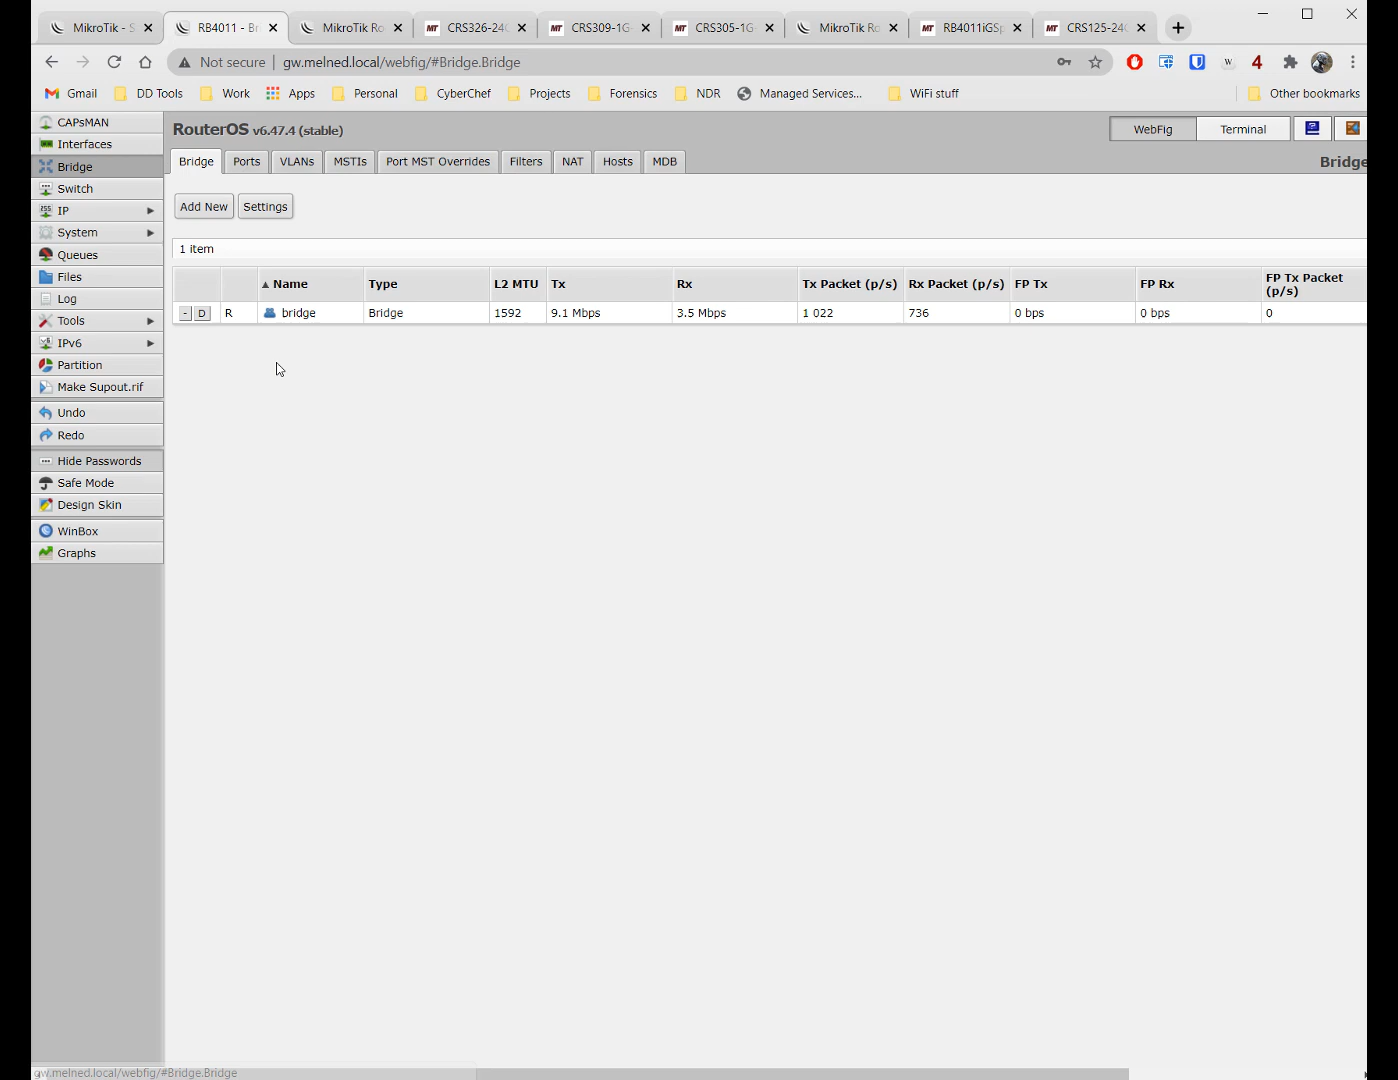 MikroTik - S
RB4011 - Br
MikroTik Ro
CRS326-24G
CRS309-1G-
CRS305-1G
MikroTik Ro
RB4011iGSp
CRS125-24G
Not secure | gw.melned.local/webfig/#Bridge.Bridge
Gmail DD Tools Work Apps Personal CyberChef Projects Forensics NDR Managed Services... WiFi stuff Other bookmarks
CAPsMAN
Interfaces
Bridge
Switch
IP
System
Queues
Files
Log
Tools
IPv6
Partition
Make Supout.rif
Undo
Redo
Hide Passwords
Safe Mode
Design Skin
WinBox
Graphs
RouterOS v6.47.4 (stable)
WebFig Terminal
Bridge Ports VLANs MSTIs Port MST Overrides Filters NAT Hosts MDB
Bridge
Add New Settings
1 item
Name Type L2 MTU Tx Rx Tx Packet (p/s) Rx Packet (p/s) FP Tx FP Rx FP Tx Packet (p/s)
- D R bridge Bridge 1592 9.1 Mbps 3.5 Mbps 1 022 736 0 bps 0 bps 0
gw.melned.local/webfig/#Bridge.Bridge